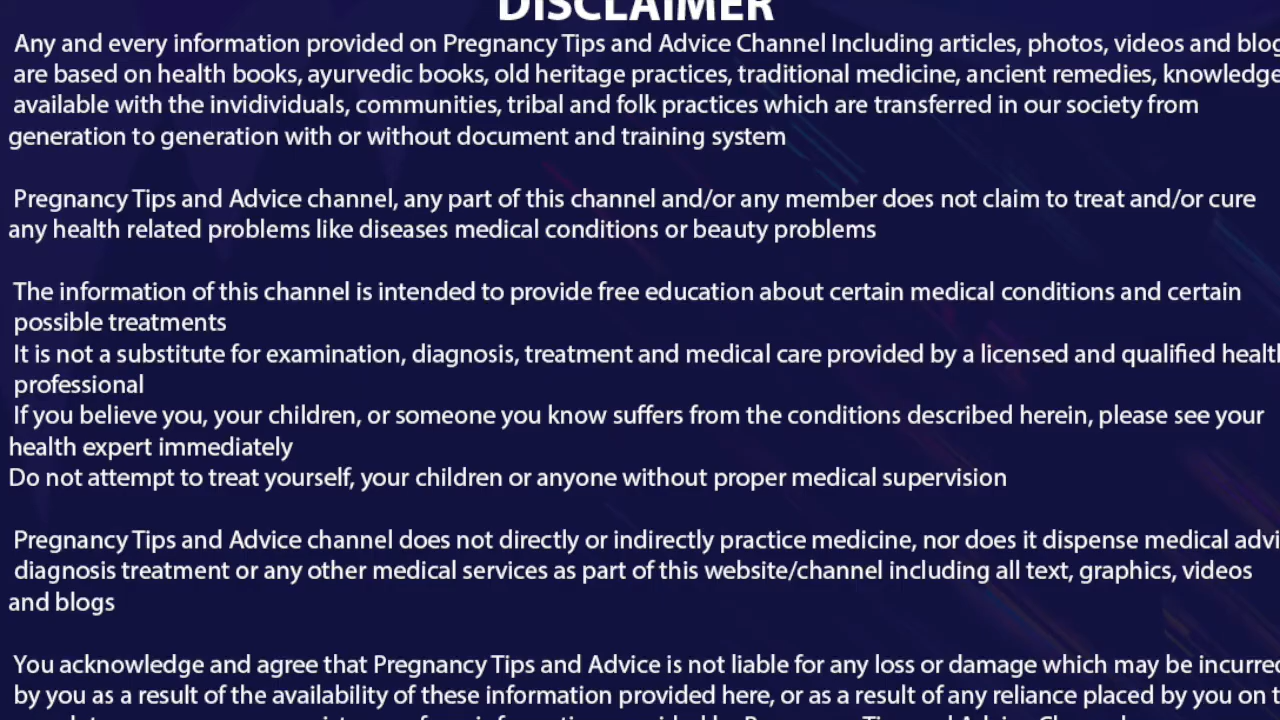 DISCLAIMER
Any and every information provided on Pregnancy Tips and Advice Channel Including articles, photos, videos and blog
are based on health books, ayurvedic books, old heritage practices, traditional medicine, ancient remedies, knowledge
available with the invidividuals, communities, tribal and folk practices which are transferred in our society from
generation to generation with or without document and training system
Pregnancy Tips and Advice channel, any part of this channel and/or any member does not claim to treat and/or cure
any health related problems like diseases medical conditions or beauty problems
The information of this channel is intended to provide free education about certain medical conditions and certain
possible treatments
It is not a substitute for examination, diagnosis, treatment and medical care provided by a licensed and qualified health
professional
If you believe you, your children, or someone you know suffers from the conditions described herein, please see your
health expert immediately
Do not attempt to treat yourself, your children or anyone without proper medical supervision
Pregnancy Tips and Advice channel does not directly or indirectly practice medicine, nor does it dispense medical advi
diagnosis treatment or any other medical services as part of this website/channel including all text, graphics, videos
and blogs
You acknowledge and agree that Pregnancy Tips and Advice is not liable for any loss or damage which may be incurred
by you as a result of the availability of these information provided here, or as a result of any reliance placed by you on t